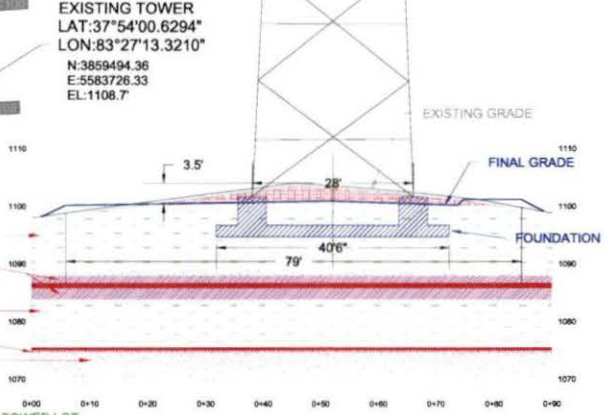 EXISTING TOWER
LAT:37°54'00.6294"
LON:83°27'13.3210"
N:3859494.36
E:5583726.33
EL:1108.7'
EXISTING GRADE
1110
1110
3.5'
FINAL GRADE
28'
1100
1100
FOUNDATION
40'6"
1090
79'
1090
1080
1080
1070
1070
0+00 0+10 0+20 0+30 0+40 0+50 0+60 0+70 0+80 0+90